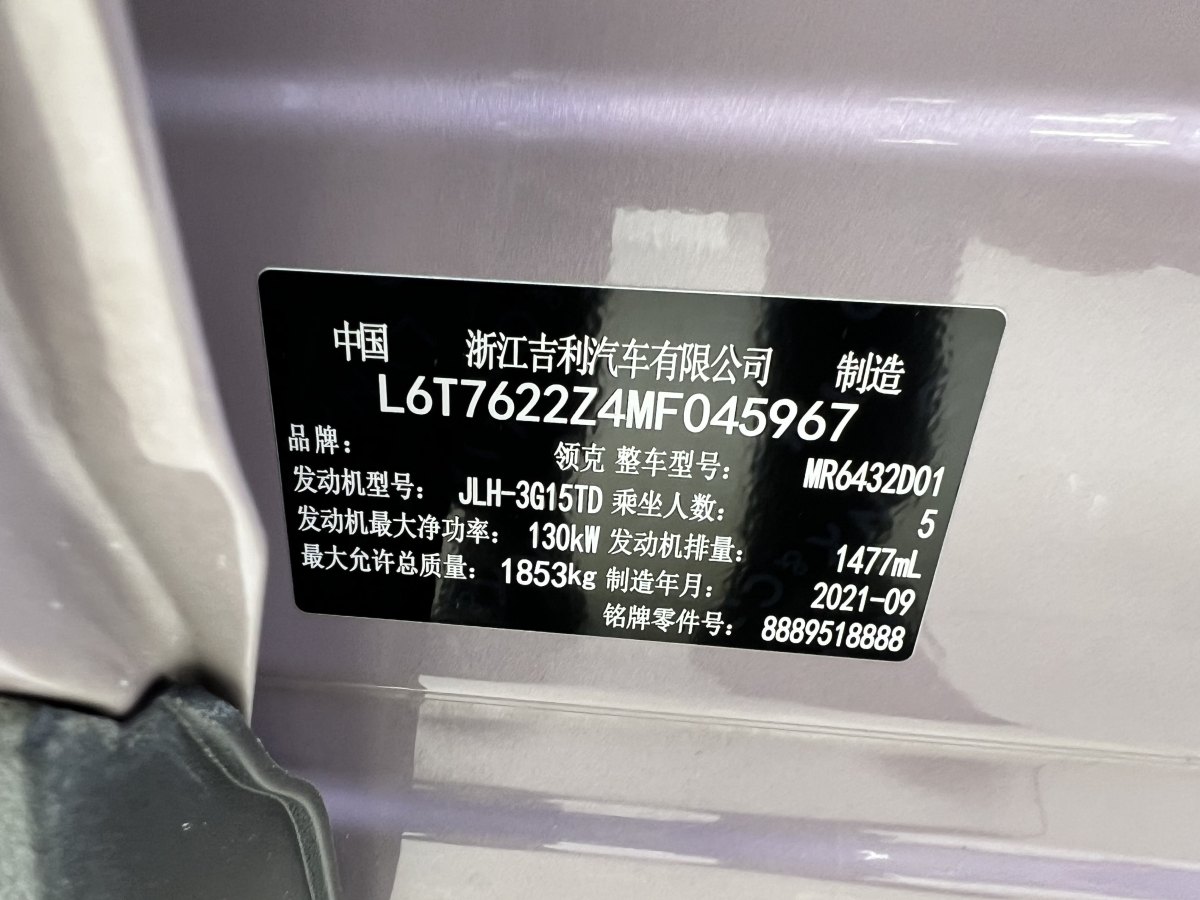 中国 浙江吉利汽车有限公司 制造
L6T7622Z4MF045967
品牌： 领克 整车型号： MR6432D01
发动机型号： JLH-3G15TD 乘坐人数： 5
发动机最大净功率： 130kW 发动机排量： 1477mL
最大允许总质量： 1853kg 制造年月： 2021-09
铭牌零件号： 8889518888